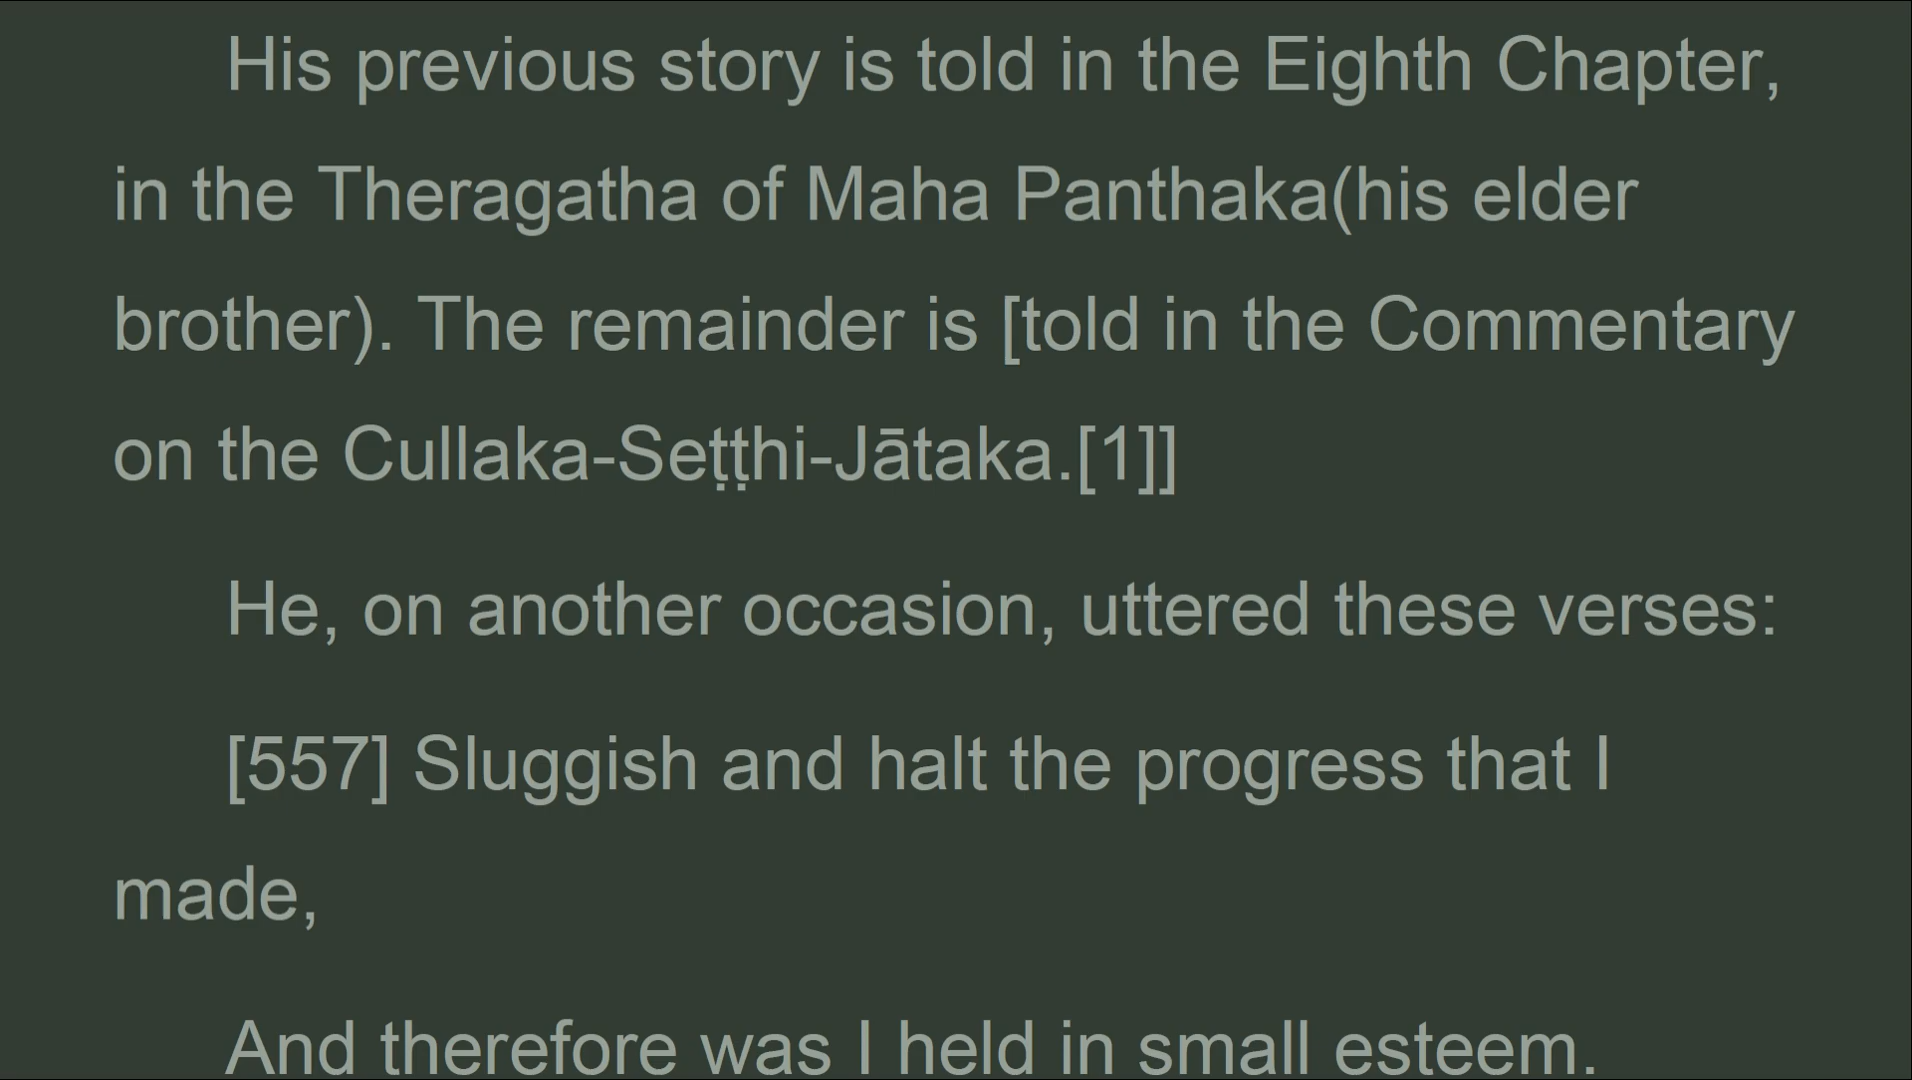 His previous story is told in the Eighth Chapter,
in the Theragatha of Maha Panthaka(his elder
brother). The remainder is [told in the Commentary
on the Cullaka-Seṭṭhi-Jātaka.[1]]
He, on another occasion, uttered these verses:
[557] Sluggish and halt the progress that I
made,
And therefore was I held in small esteem.